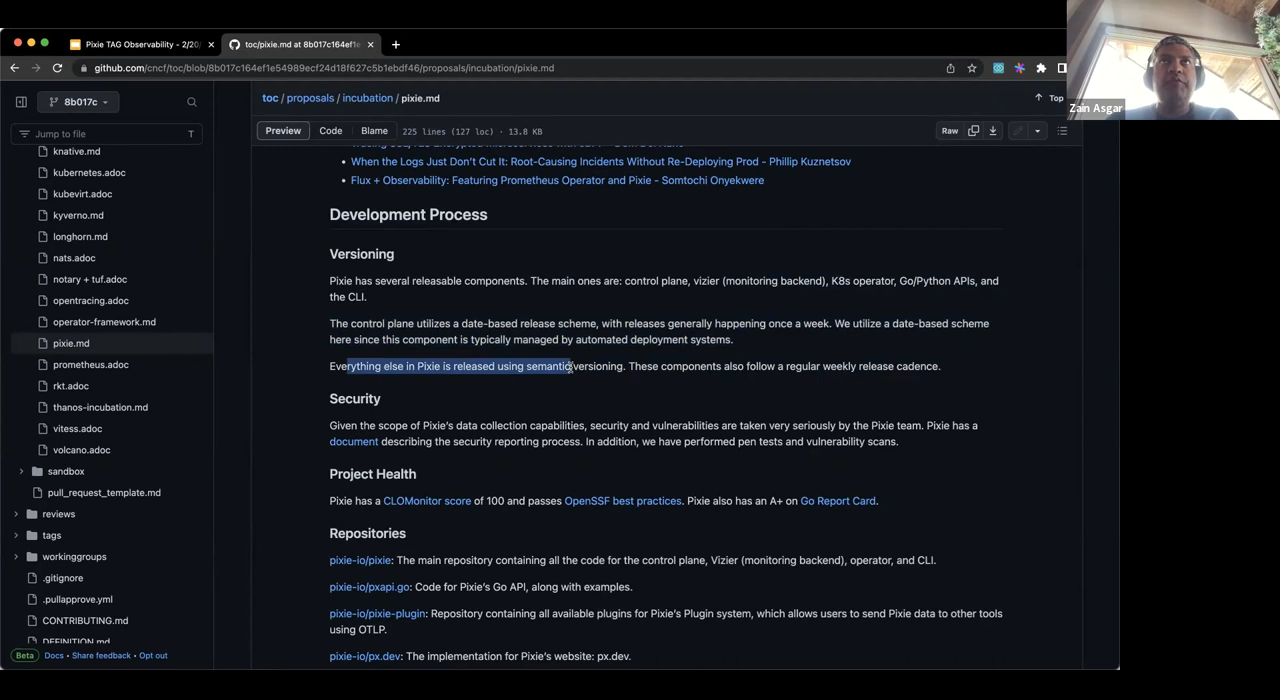 Pixie TAG Observability - 2/20/
toc/pixie.md at 8b017c164ef1e
github.com/cncf/toc/blob/8b017c164ef1e54989ecf24d18f627c5b1ebdf46/proposals/incubation/pixie.md
Zain Asgar
8b017c
Jump to file
T
knative.md
kubernetes.adoc
kubevirt.adoc
kyverno.md
longhorn.md
nats.adoc
notary + tuf.adoc
opentracing.adoc
operator-framework.md
pixie.md
prometheus.adoc
rkt.adoc
thanos-incubation.md
vitess.adoc
volcano.adoc
sandbox
pull_request_template.md
reviews
tags
workinggroups
.gitignore
.pullapprove.yml
CONTRIBUTING.md
DEFINITION.md
Beta Docs • Share feedback • Opt out
toc / proposals / incubation / pixie.md
Top
Preview Code Blame 225 lines (127 loc) · 13.8 KB
Raw
• When the Logs Just Don't Cut It: Root-Causing Incidents Without Re-Deploying Prod - Phillip Kuznetsov
• Flux + Observability: Featuring Prometheus Operator and Pixie - Somtochi Onyekwere
Development Process
Versioning
Pixie has several releasable components. The main ones are: control plane, vizier (monitoring backend), K8s operator, Go/Python APIs, and
the CLI.
The control plane utilizes a date-based release scheme, with releases generally happening once a week. We utilize a date-based scheme
here since this component is typically managed by automated deployment systems.
Everything else in Pixie is released using semantic versioning. These components also follow a regular weekly release cadence.
Security
Given the scope of Pixie's data collection capabilities, security and vulnerabilities are taken very seriously by the Pixie team. Pixie has a
document describing the security reporting process. In addition, we have performed pen tests and vulnerability scans.
Project Health
Pixie has a CLOMonitor score of 100 and passes OpenSSF best practices. Pixie also has an A+ on Go Report Card.
Repositories
pixie-io/pixie: The main repository containing all the code for the control plane, Vizier (monitoring backend), operator, and CLI.
pixie-io/pxapi.go: Code for Pixie's Go API, along with examples.
pixie-io/pixie-plugin: Repository containing all available plugins for Pixie's Plugin system, which allows users to send Pixie data to other tools
using OTLP.
pixie-io/px.dev: The implementation for Pixie's website: px.dev.